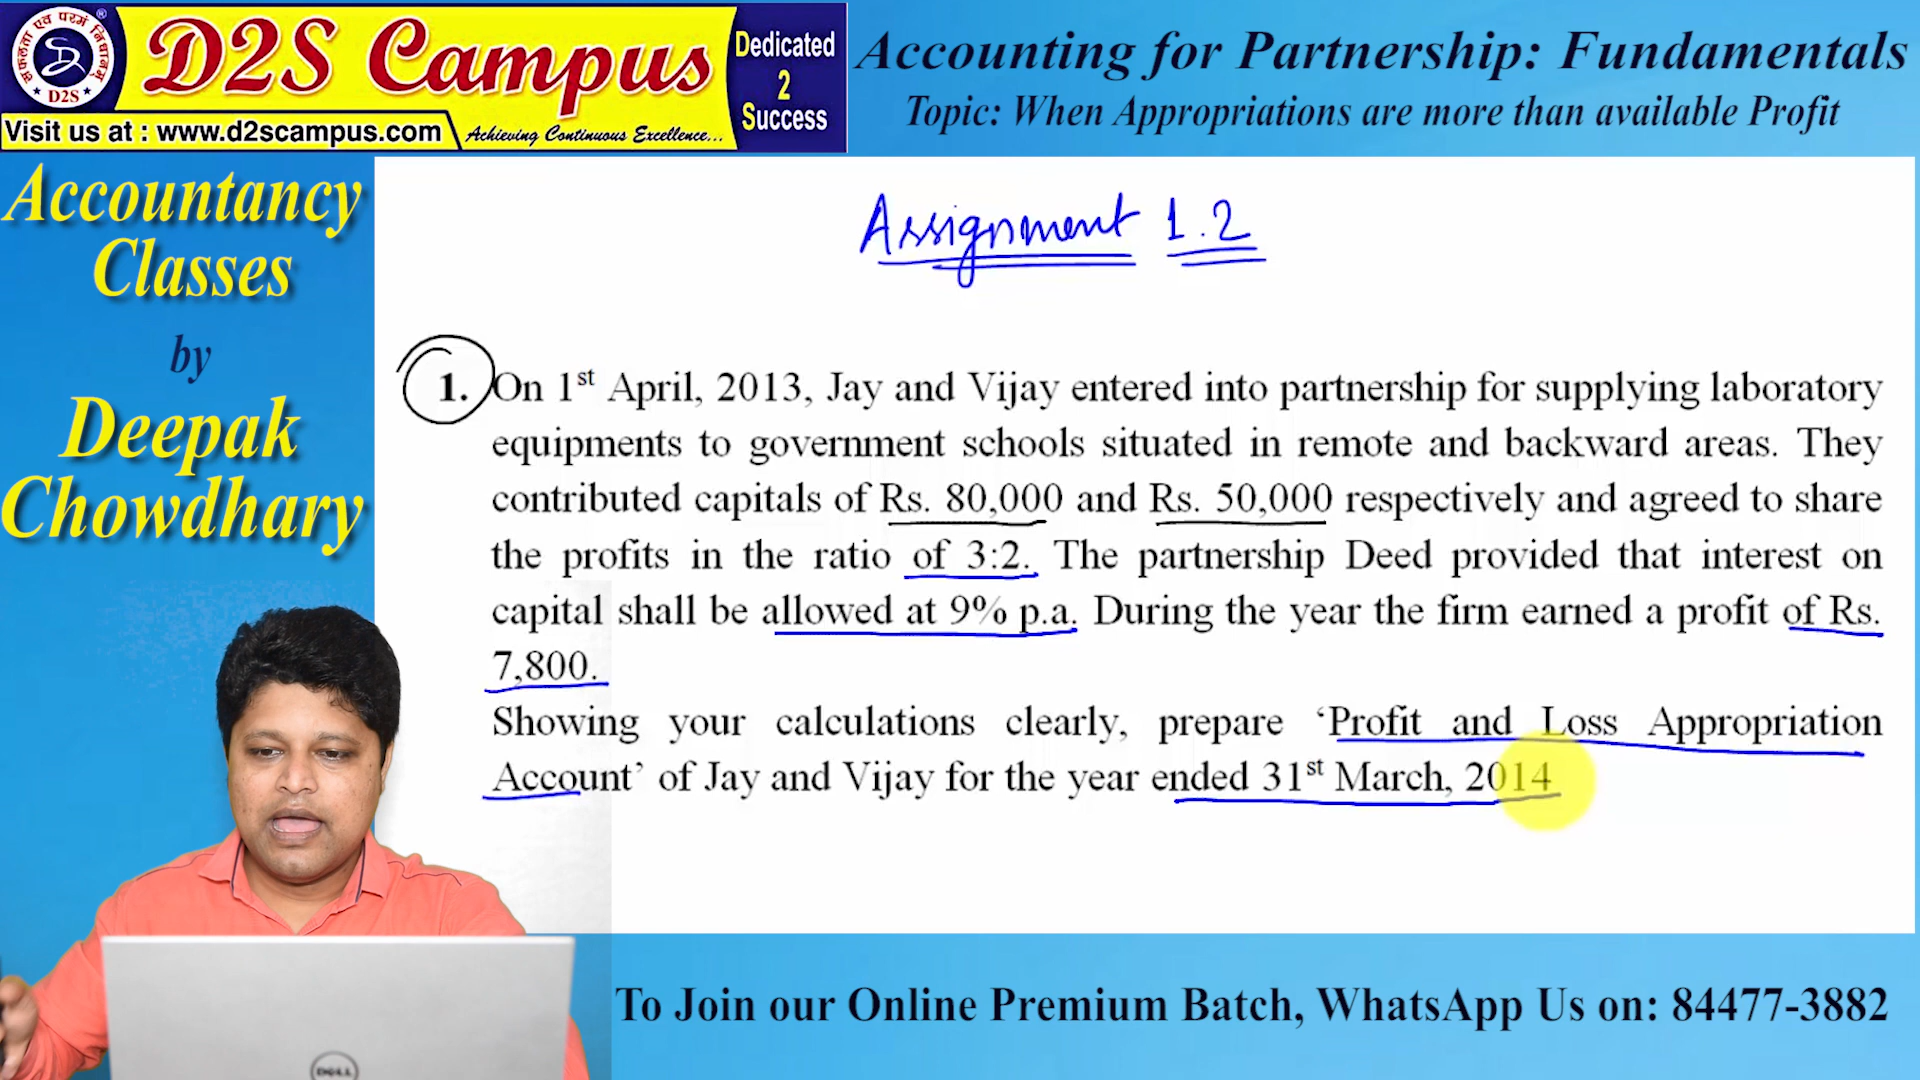 सफलता एवं परमं निधानम्
®
D2S
D2S Campus
Dedicated
2
Success
Visit us at : www.d2scampus.com
Achieving Continuous Excellence...
Accounting for Partnership: Fundamentals
Topic: When Appropriations are more than available Profit
Accountancy
Classes
by
Deepak
Chowdhary
Assignment 1.2
1. On 1st April, 2013, Jay and Vijay entered into partnership for supplying laboratory
equipments to government schools situated in remote and backward areas. They
contributed capitals of Rs. 80,000 and Rs. 50,000 respectively and agreed to share
the profits in the ratio of 3:2. The partnership Deed provided that interest on
capital shall be allowed at 9% p.a. During the year the firm earned a profit of Rs.
7,800.
Showing your calculations clearly, prepare ‘Profit and Loss Appropriation
Account’ of Jay and Vijay for the year ended 31st March, 2014
DELL
To Join our Online Premium Batch, WhatsApp Us on: 84477-3882